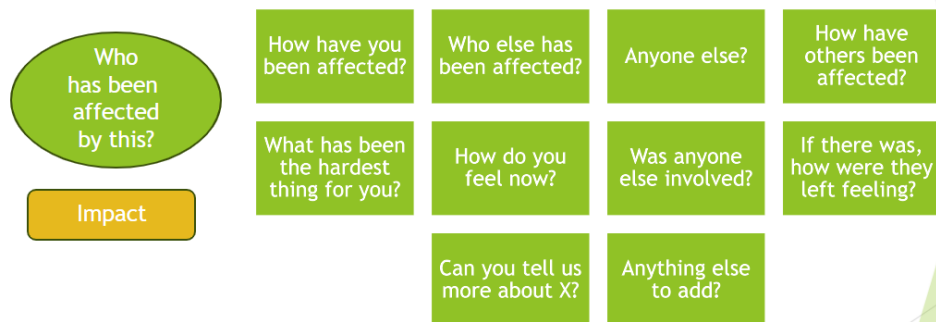 Who
has been
affected
by this?
Impact
How have you
been affected?
Who else has
been affected?
Anyone else?
How have
others been
affected?
What has been
the hardest
thing for you?
How do you
feel now?
Was anyone
else involved?
If there was,
how were they
left feeling?
Can you tell us
more about X?
Anything else
to add?